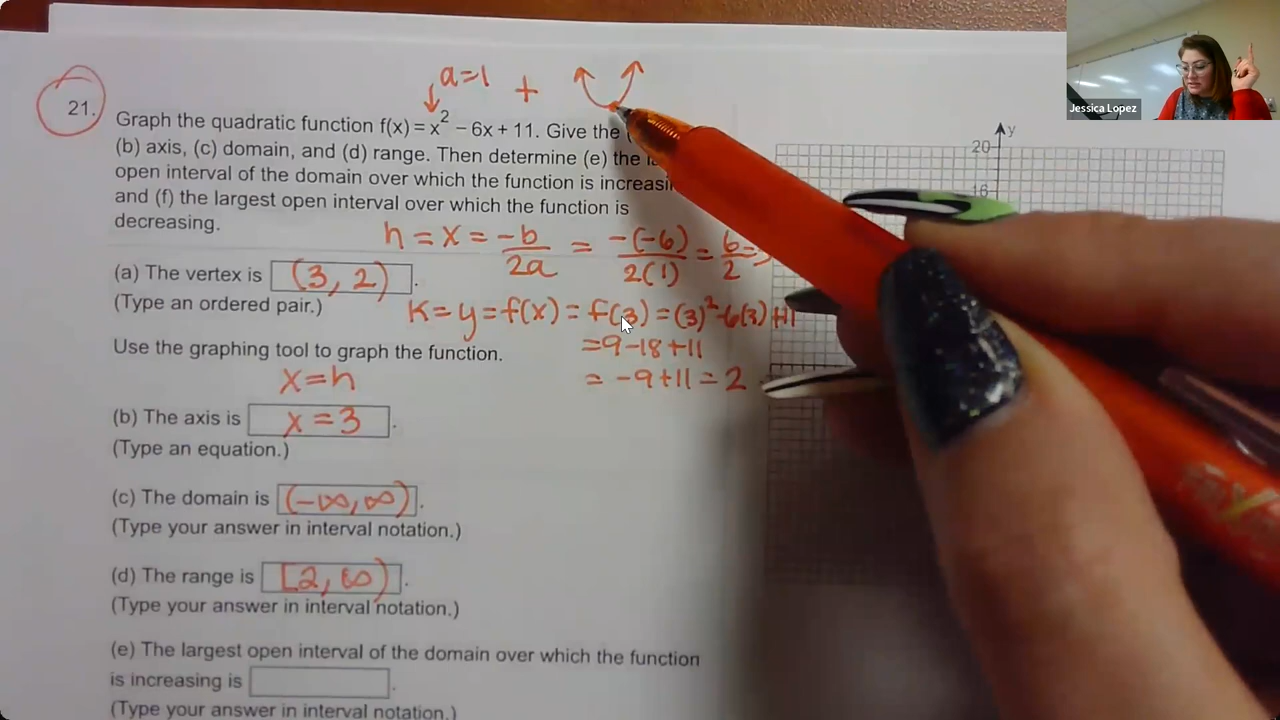 Jessica Lopez
a=1 +
21.
Graph the quadratic function f(x) = x² − 6x + 11. Give the
(b) axis, (c) domain, and (d) range. Then determine (e) the
open interval of the domain over which the function is
and (f) the largest open interval over which the function is
decreasing.
h = x = -b/2a = -(-6)/2(1) = 6/2 = 3
(a) The vertex is (3, 2).
(Type an ordered pair.)
K = y = f(x) = f(3) = (3)² - 6(3) + 11
= 9 - 18 + 11
= -9 + 11 = 2
Use the graphing tool to graph the function.
x = h
(b) The axis is x = 3.
(Type an equation.)
(c) The domain is (-∞, ∞).
(Type your answer in interval notation.)
(d) The range is [2, ∞).
(Type your answer in interval notation.)
(e) The largest open interval of the domain over which the function
is increasing is .
(Type your answer in interval notation.)
y
20
16